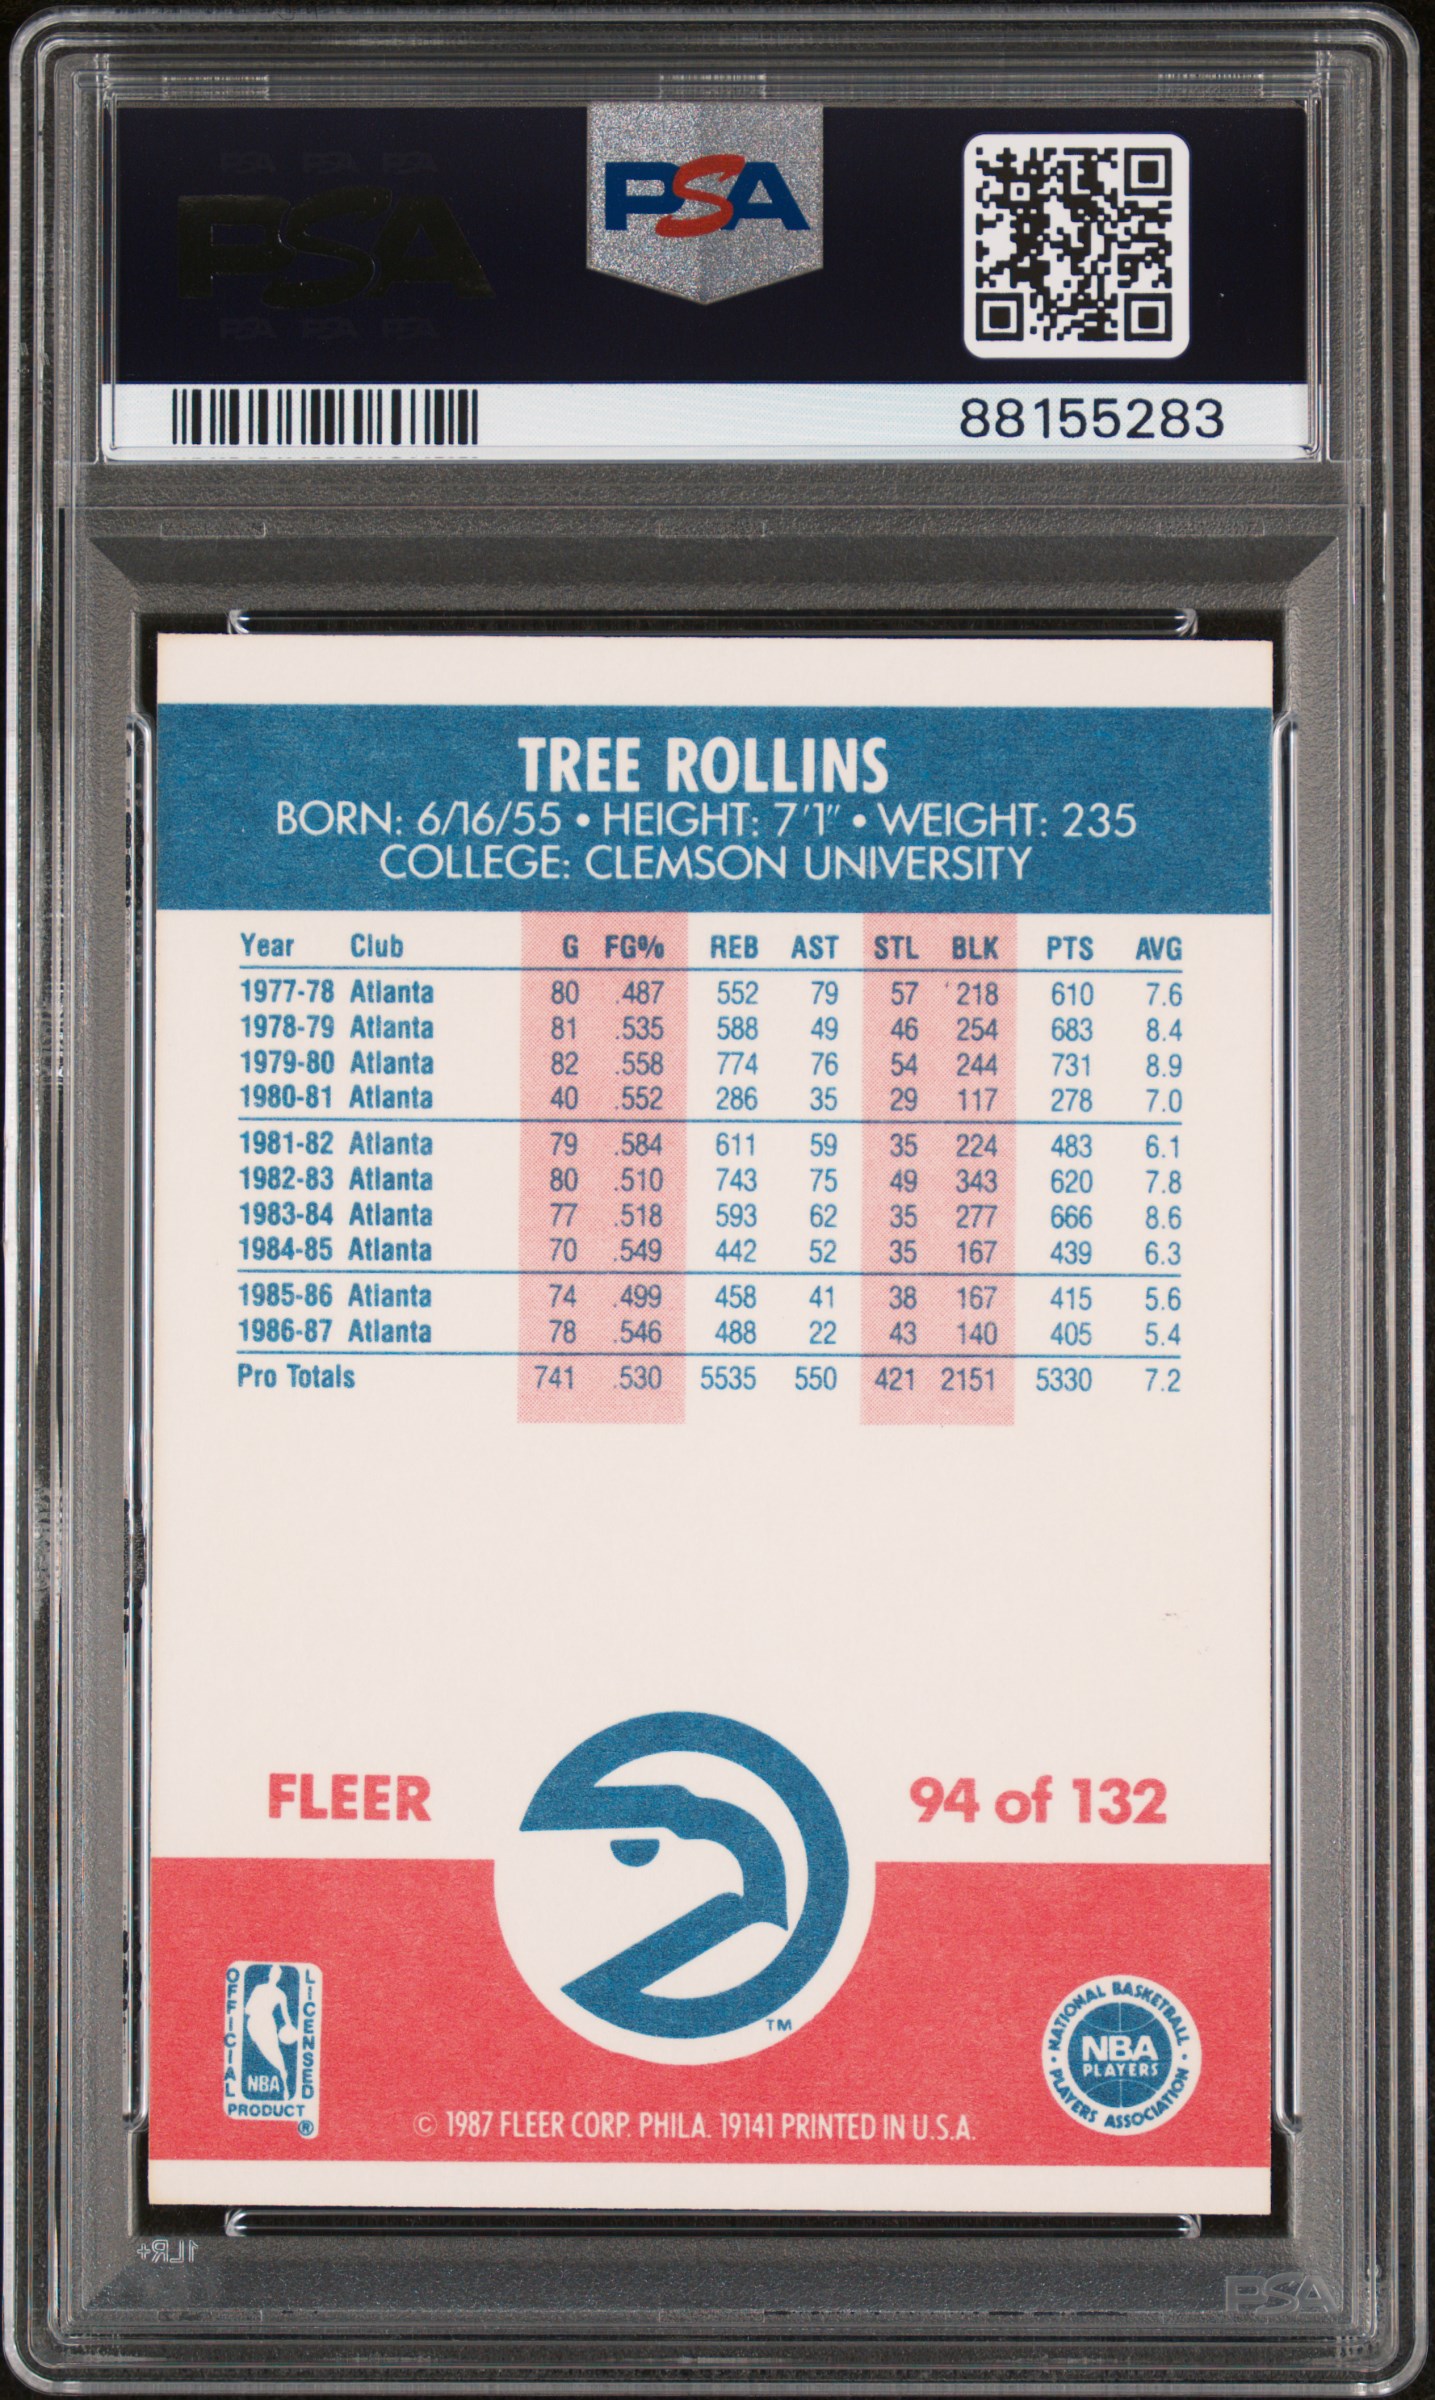 PSA PSA PSA
PSA
PSA PSA PSA
PSA
88155283
TREE ROLLINS
BORN: 6/16/55 • HEIGHT: 7'1" • WEIGHT: 235
COLLEGE: CLEMSON UNIVERSITY
Year Club G FG% REB AST STL BLK PTS AVG
1977-78 Atlanta 80 .487 552 79 57 218 610 7.6
1978-79 Atlanta 81 .535 588 49 46 254 683 8.4
1979-80 Atlanta 82 .558 774 76 54 244 731 8.9
1980-81 Atlanta 40 .552 286 35 29 117 278 7.0
1981-82 Atlanta 79 .584 611 59 35 224 483 6.1
1982-83 Atlanta 80 .510 743 75 49 343 620 7.8
1983-84 Atlanta 77 .518 593 62 35 277 666 8.6
1984-85 Atlanta 70 .549 442 52 35 167 439 6.3
1985-86 Atlanta 74 .499 458 41 38 167 415 5.6
1986-87 Atlanta 78 .546 488 22 43 140 405 5.4
Pro Totals 741 .530 5535 550 421 2151 5330 7.2
FLEER
94 of 132
TM
OFFICIAL LICENSED
NBA
PRODUCT
®
NATIONAL BASKETBALL
NBA
PLAYERS
PLAYERS ASSOCIATION
© 1987 FLEER CORP. PHILA. 19141 PRINTED IN U.S.A.
1LR+
PSA